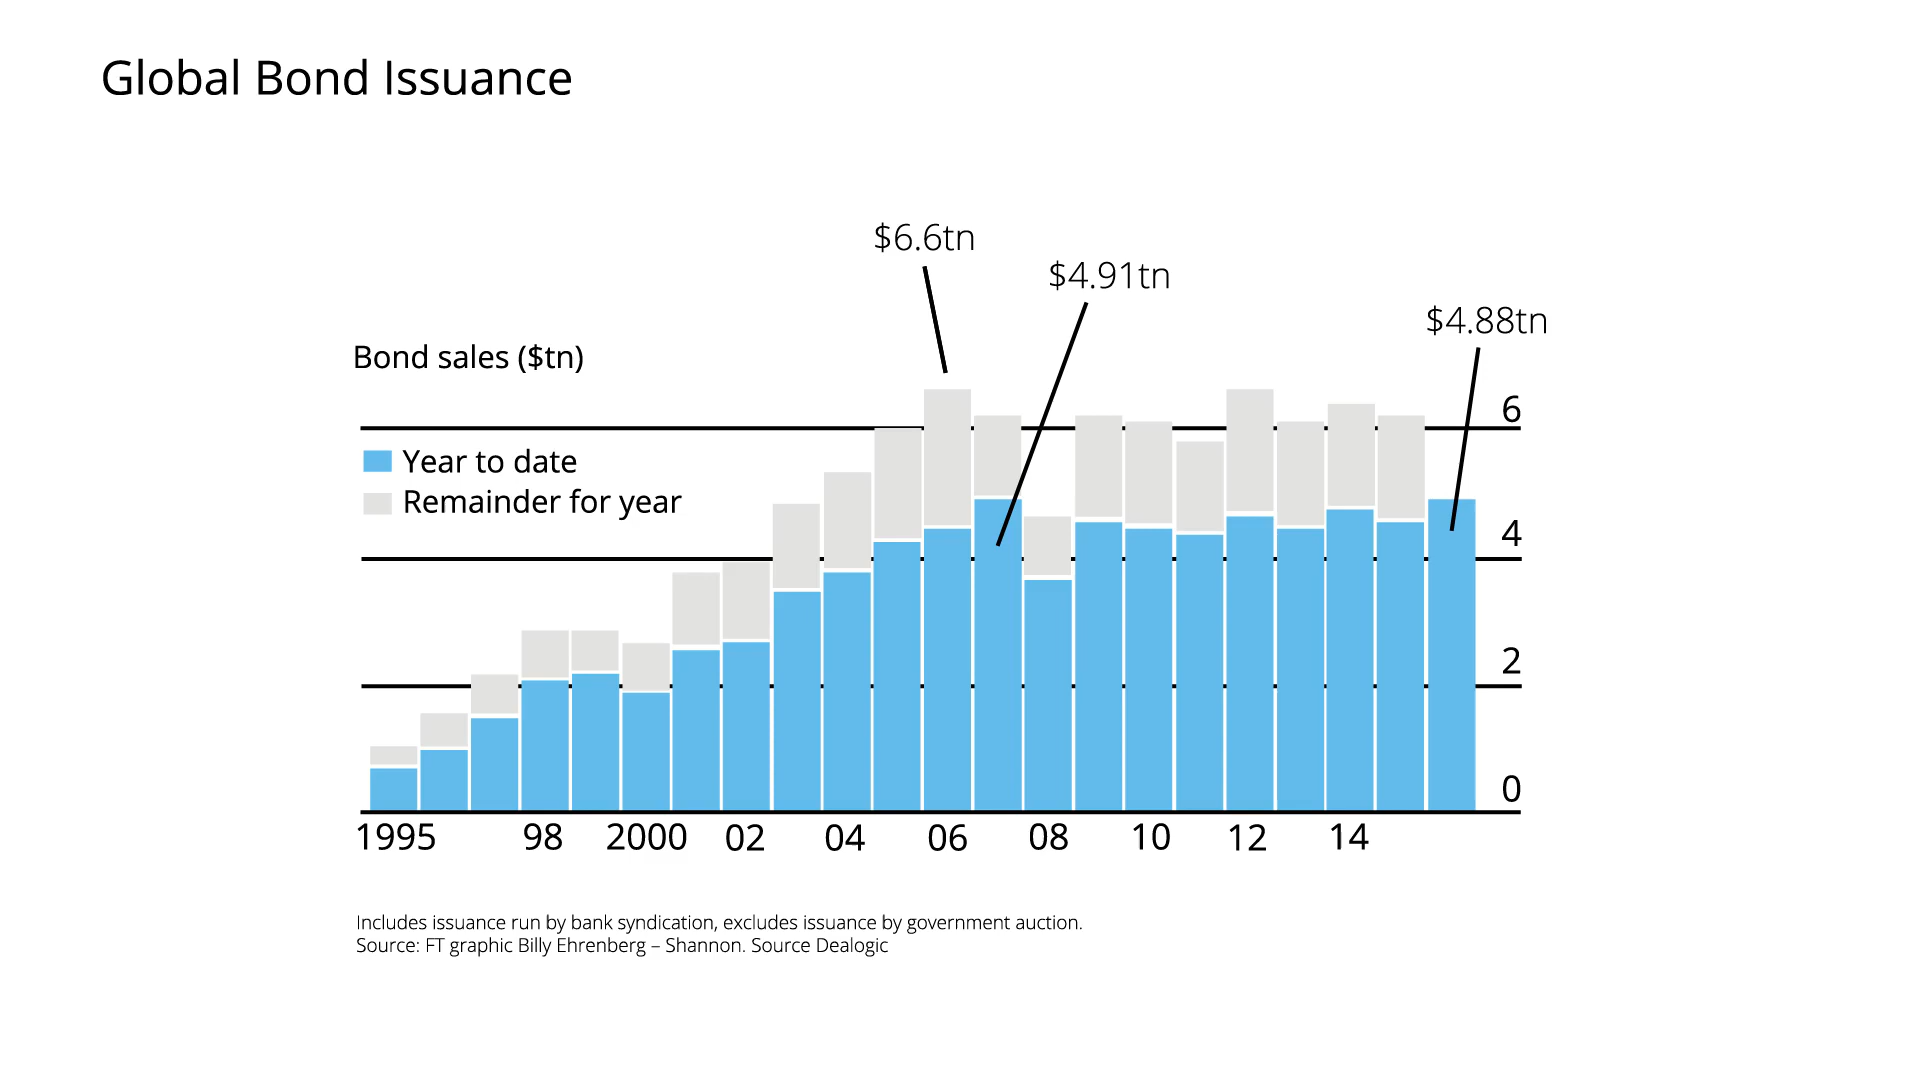 Global Bond Issuance
$6.6tn
$4.91tn
$4.88tn
Bond sales ($tn)
6
Year to date
Remainder for year
4
2
0
1995 98 2000 02 04 06 08 10 12 14
Includes issuance run by bank syndication, excludes issuance by government auction.
Source: FT graphic Billy Ehrenberg – Shannon. Source Dealogic